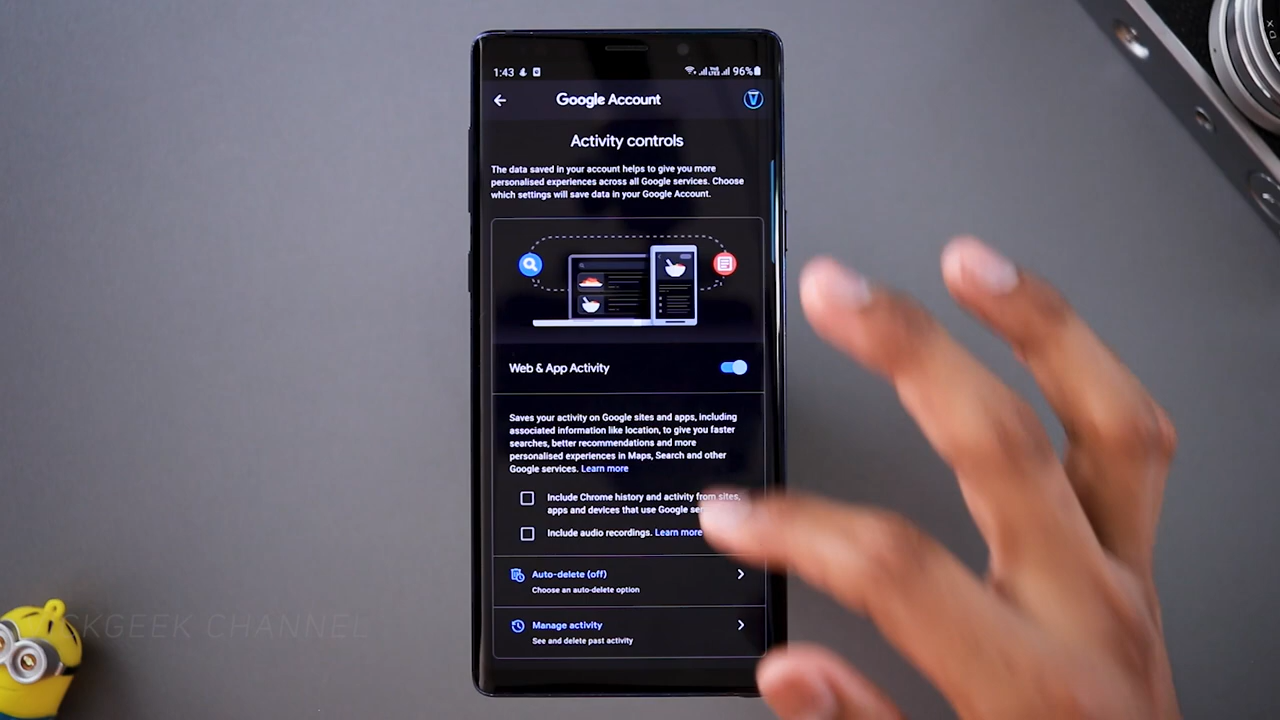 1:43 96%
Google Account
Activity controls
The data saved in your account helps to give you more
personalised experiences across all Google services. Choose
which settings will save data in your Google Account.
Web & App Activity
Saves your activity on Google sites and apps, including
associated information like location, to give you faster
searches, better recommendations and more
personalised experiences in Maps, Search and other
Google services. Learn more
Include Chrome history and activity from sites,
apps and devices that use Google
Include audio recordings. Learn more
Auto-delete (off)
Choose an auto-delete option
Manage activity
See and delete past activity
SKGEEK CHANNEL
DX